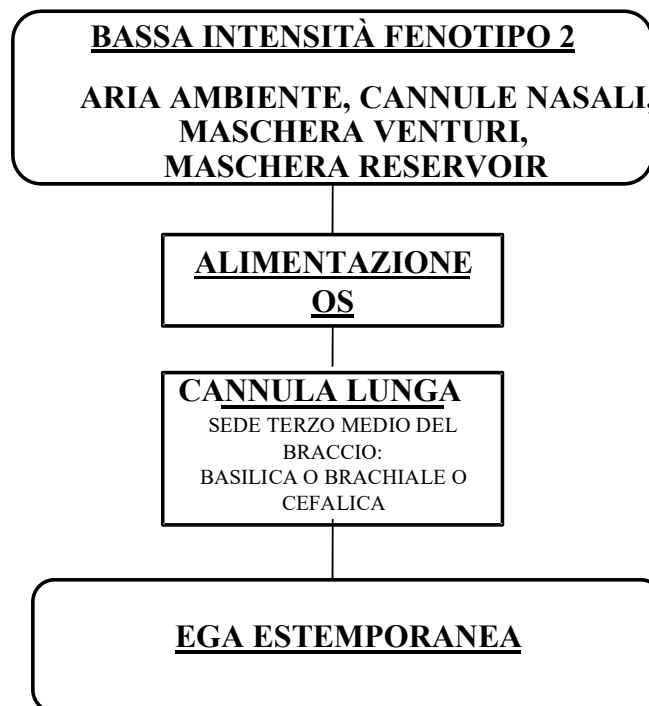 BASSA INTENSITÀ FENOTIPO 2
ARIA AMBIENTE, CANNULE NASALI,
MASCHERA VENTURI,
MASCHERA RESERVOIR
ALIMENTAZIONE
OS
CANNULA LUNGA
SEDE TERZO MEDIO DEL
BRACCIO:
BASILICA O BRACHIALE O
CEFALICA
EGA ESTEMPORANEA